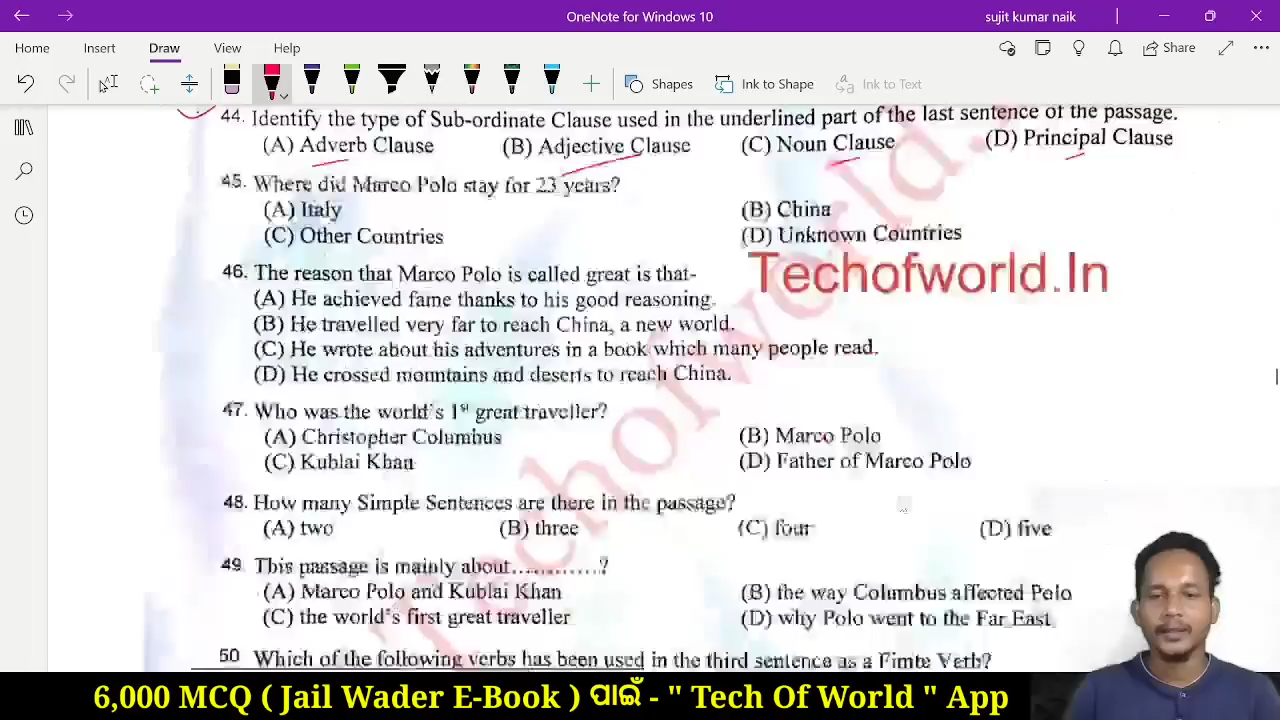 OneNote for Windows 10
sujit kumar naik
Home Insert Draw View Help
Share
Shapes Ink to Shape Ink to Text
44. Identify the type of Sub-ordinate Clause used in the underlined part of the last sentence of the passage.
(A) Adverb Clause (B) Adjective Clause (C) Noun Clause (D) Principal Clause
45. Where did Marco Polo stay for 23 years?
(A) Italy (B) China
(C) Other Countries (D) Unknown Countries
Techofworld.In
46. The reason that Marco Polo is called great is that-
(A) He achieved fame thanks to his good reasoning.
(B) He travelled very far to reach China, a new world.
(C) He wrote about his adventures in a book which many people read.
(D) He crossed mountains and deserts to reach China.
47. Who was the world's 1st great traveller?
(A) Christopher Columbus (B) Marco Polo
(C) Kublai Khan (D) Father of Marco Polo
48. How many Simple Sentences are there in the passage?
(A) two (B) three (C) four (D) five
49. This passage is mainly about............?
(A) Marco Polo and Kublai Khan (B) the way Columbus affected Polo
(C) the world's first great traveller (D) why Polo went to the Far East
50 Which of the following verbs has been used in the third sentence as a Finite Verb?
Techofworld.
6,000 MCQ ( Jail Wader E-Book ) ପାଇଁ - " Tech Of World " App